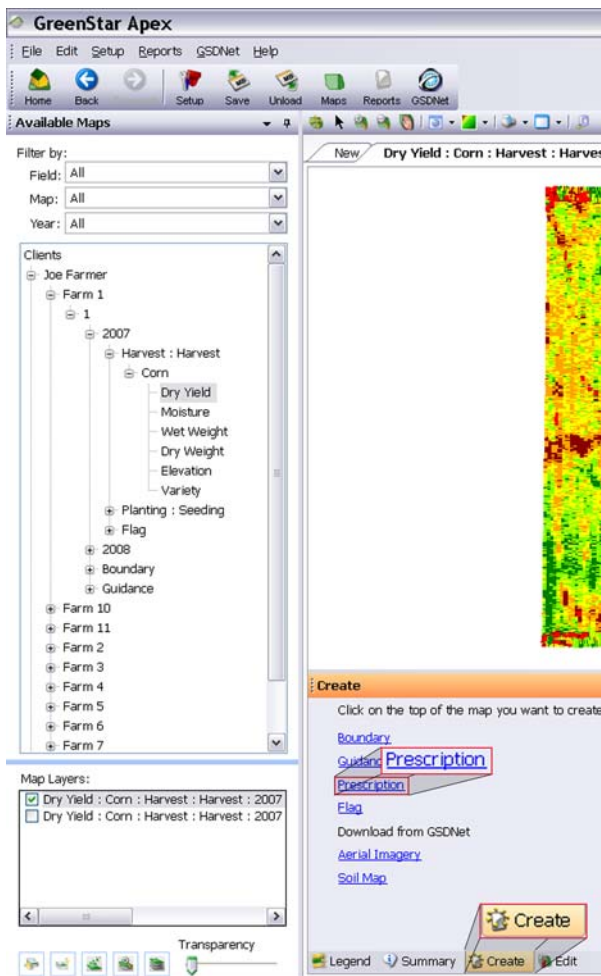 GreenStar Apex
File Edit Setup Reports GSDNet Help
Home Back Setup Save Unload Maps Reports GSDNet
Available Maps
New Dry Yield : Corn : Harvest : Harves
Filter by:
Field: All
Map: All
Year: All
Clients
Joe Farmer
Farm 1
1
2007
Harvest : Harvest
Corn
Dry Yield
Moisture
Wet Weight
Dry Weight
Elevation
Variety
Planting : Seeding
Flag
2008
Boundary
Guidance
Farm 10
Farm 11
Farm 2
Farm 3
Farm 4
Farm 5
Farm 6
Farm 7
Create
Click on the top of the map you want to create
Boundary
Guidanc
Prescription
Prescription
Flag
Download from GSDNet
Aerial Imagery
Soil Map
Create
Map Layers:
Dry Yield : Corn : Harvest : Harvest : 2007
Dry Yield : Corn : Harvest : Harvest : 2007
Transparency
Legend Summary Create Edit